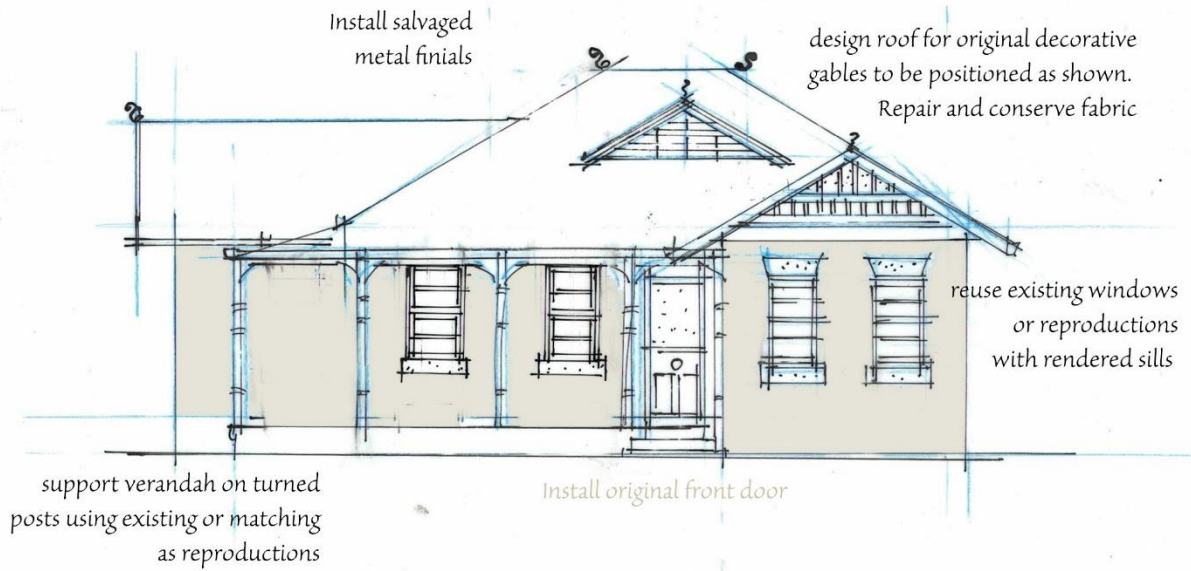 Install salvaged
metal finials
design roof for original decorative
gables to be positioned as shown.
Repair and conserve fabric
reuse existing windows
or reproductions
with rendered sills
support verandah on turned
posts using existing or matching
as reproductions
Install original front door